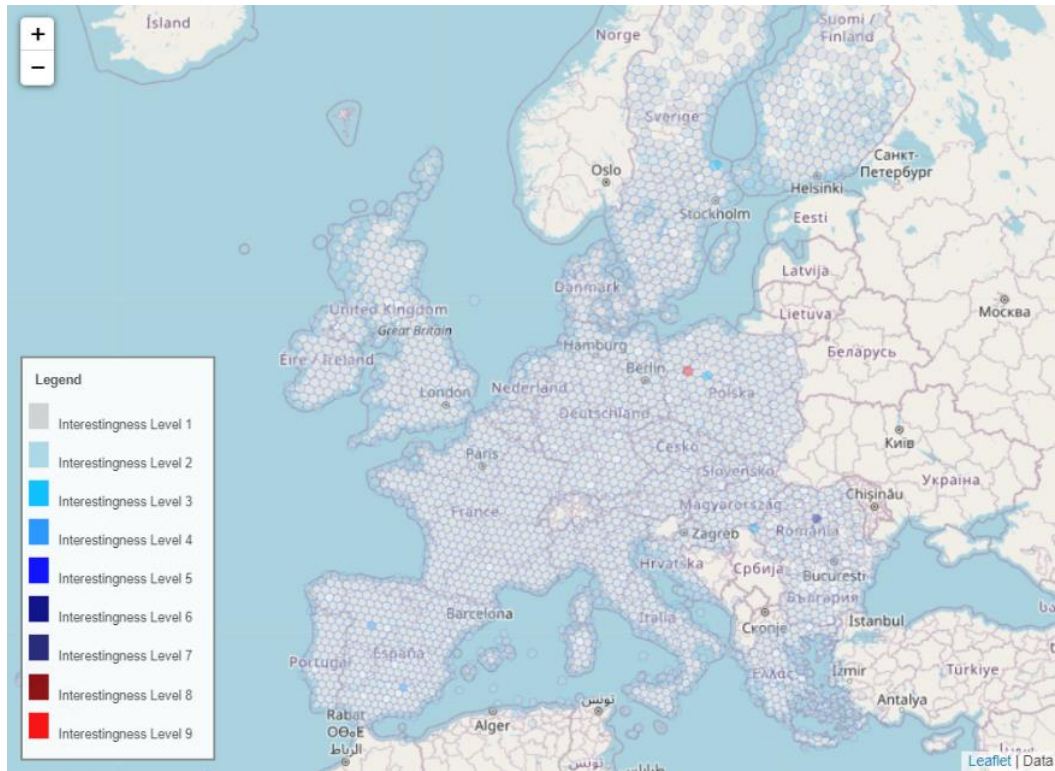 Ísland
+
−
Norge
Suomi /
Finland
Sverige
Oslo
Санкт-
Петербург
Helsinki
Stockholm
Eesti
Latvija
Danmark
Lietuva
Москва
United Kingdom
Great Britain
Éire / Ireland
Hamburg
Беларусь
Berlin
Nederland
Polska
London
Deutschland
Київ
Česko
Paris
Slovensko
Україна
France
Magyarország
Chișinău
România
Zagreb
Hrvatska
Србија
București
Barcelona
Italia
България
Скопје
Istanbul
Portugal
España
Ελλάς
İzmir
Türkiye
Antalya
Rabat
ⵔⴱⴰⵟ
الرباط
Alger
تونس
تونس
Legend
Interestingness Level 1
Interestingness Level 2
Interestingness Level 3
Interestingness Level 4
Interestingness Level 5
Interestingness Level 6
Interestingness Level 7
Interestingness Level 8
Interestingness Level 9
Leaflet | Data